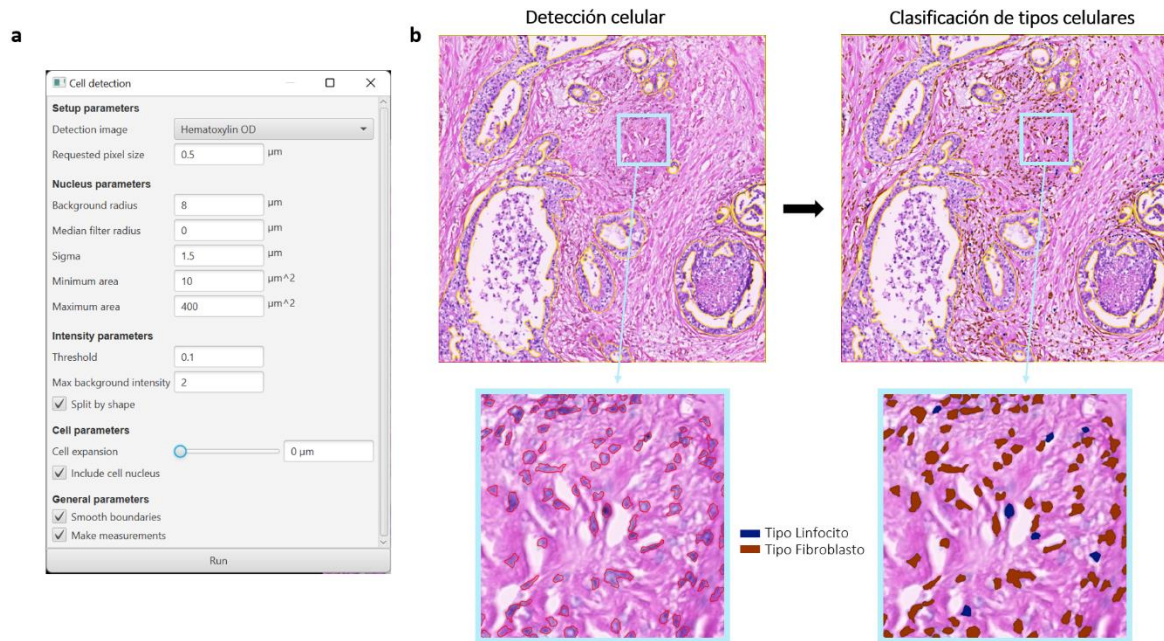 a
Cell detection
Setup parameters
Detection image Hematoxylin OD
Requested pixel size 0.5 µm
Nucleus parameters
Background radius 8 µm
Median filter radius 0 µm
Sigma 1.5 µm
Minimum area 10 µm^2
Maximum area 400 µm^2
Intensity parameters
Threshold 0.1
Max background intensity 2
Split by shape
Cell parameters
Cell expansion 0 µm
Include cell nucleus
General parameters
Smooth boundaries
Make measurements
Run
b
Detección celular
Clasificación de tipos celulares
Tipo Linfocito
Tipo Fibroblasto